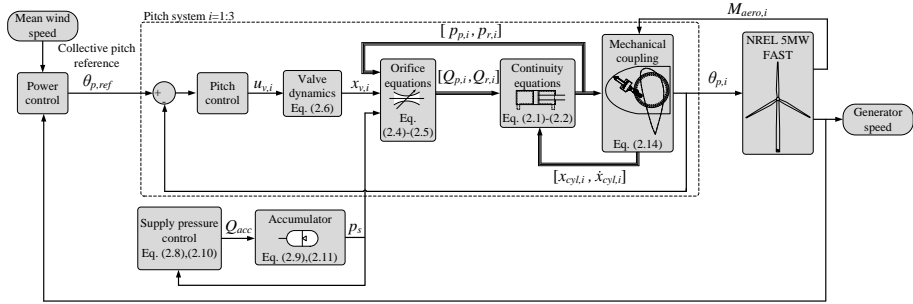 Mean wind
speed
Collective pitch
reference
θp,ref
Power
control
Pitch system i=1:3
+
-
Pitch
control
uv,i
Valve
dynamics
Eq. (2.6)
xv,i
[pp,i, pr,i]
Orifice
equations
Eq.
(2.4)-(2.5)
[Qp,i, Qr,i]
Continuity
equations
Eq. (2.1)-(2.2)
Mechanical
coupling
Eq. (2.14)
[xcyl,i , ẋcyl,i]
Maero,i
θp,i
NREL 5MW
FAST
Generator
speed
Supply pressure
control
Eq. (2.8),(2.10)
Qacc
Accumulator
Eq. (2.9),(2.11)
ps